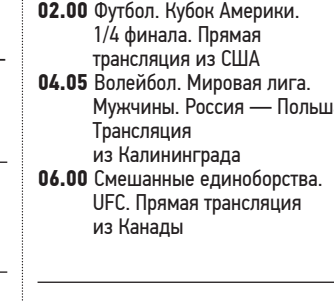 02.00 Футбол. Кубок Америки.
1/4 финала. Прямая
трансляция из США
04.05 Волейбол. Мировая лига.
Мужчины. Россия — Польш
Трансляция
из Калининграда
06.00 Смешанные единоборства.
UFC. Прямая трансляция
из Канады